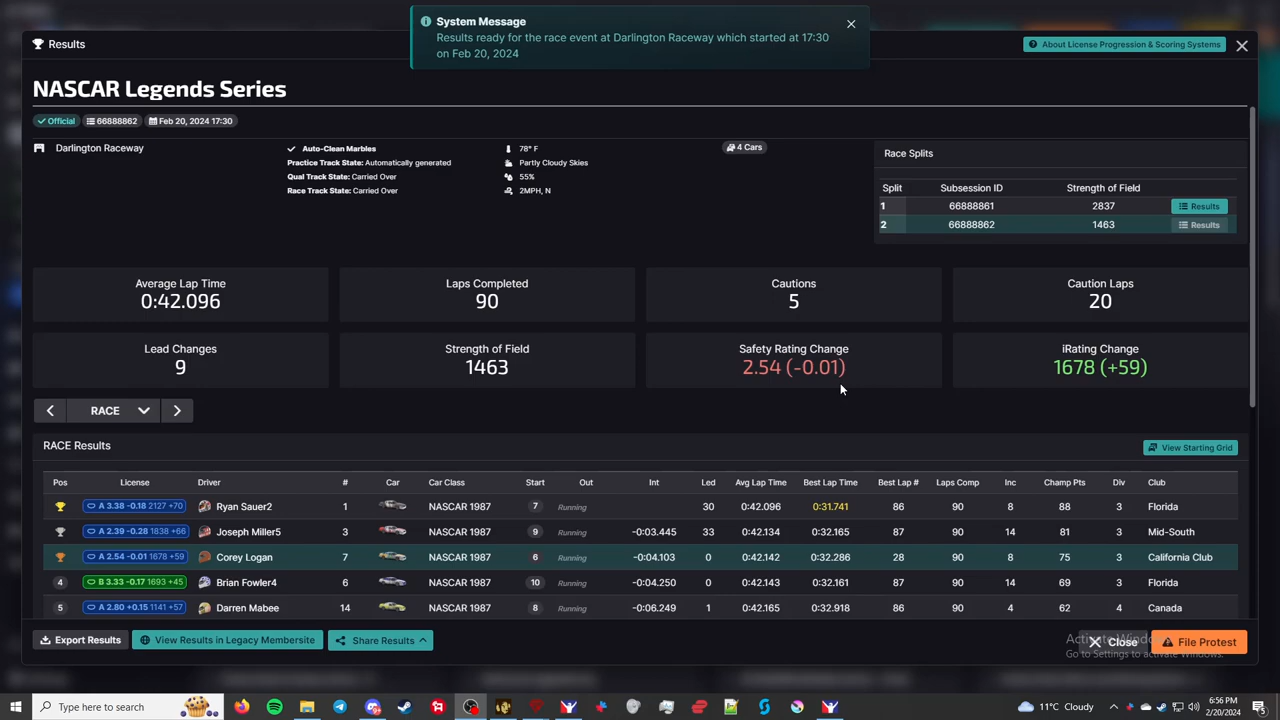 System Message
Results ready for the race event at Darlington Raceway which started at 17:30
on Feb 20, 2024
Results
About License Progression & Scoring Systems
NASCAR Legends Series
Official 66888862 Feb 20, 2024 17:30
Darlington Raceway
Auto-Clean Marbles
Practice Track State: Automatically generated
Qual Track State: Carried Over
Race Track State: Carried Over
78° F
Partly Cloudy Skies
55%
2MPH, N
4 Cars
Race Splits
Split Subsession ID Strength of Field
1 66888861 2837 Results
2 66888862 1463 Results
Average Lap Time
0:42.096
Laps Completed
90
Cautions
5
Caution Laps
20
Lead Changes
9
Strength of Field
1463
Safety Rating Change
2.54 (-0.01)
iRating Change
1678 (+59)
RACE
RACE Results
View Starting Grid
Pos License Driver # Car Car Class Start Out Int Led Avg Lap Time Best Lap Time Best Lap # Laps Comp Inc Champ Pts Div Club
A 3.38 -0.18 2127 +70 Ryan Sauer2 1 NASCAR 1987 7 Running 30 0:42.096 0:31.741 86 90 8 88 3 Florida
A 2.39 -0.28 1838 +66 Joseph Miller5 3 NASCAR 1987 9 Running -0:03.445 33 0:42.134 0:32.165 87 90 14 81 3 Mid-South
A 2.54 -0.01 1678 +59 Corey Logan 7 NASCAR 1987 6 Running -0:04.103 0 0:42.142 0:32.286 28 90 8 75 3 California Club
4 B 3.33 -0.17 1693 +45 Brian Fowler4 6 NASCAR 1987 10 Running -0:04.250 0 0:42.143 0:32.161 87 90 14 69 3 Florida
5 A 2.80 +0.15 1141 +57 Darren Mabee 14 NASCAR 1987 8 Running -0:06.249 1 0:42.165 0:32.918 86 90 4 62 4 Canada
Export Results
View Results in Legacy Membersite
Share Results
Close
File Protest
Activate Windows
Go to Settings to activate Windows.
Type here to search
11°C Cloudy
6:56 PM
2/20/2024